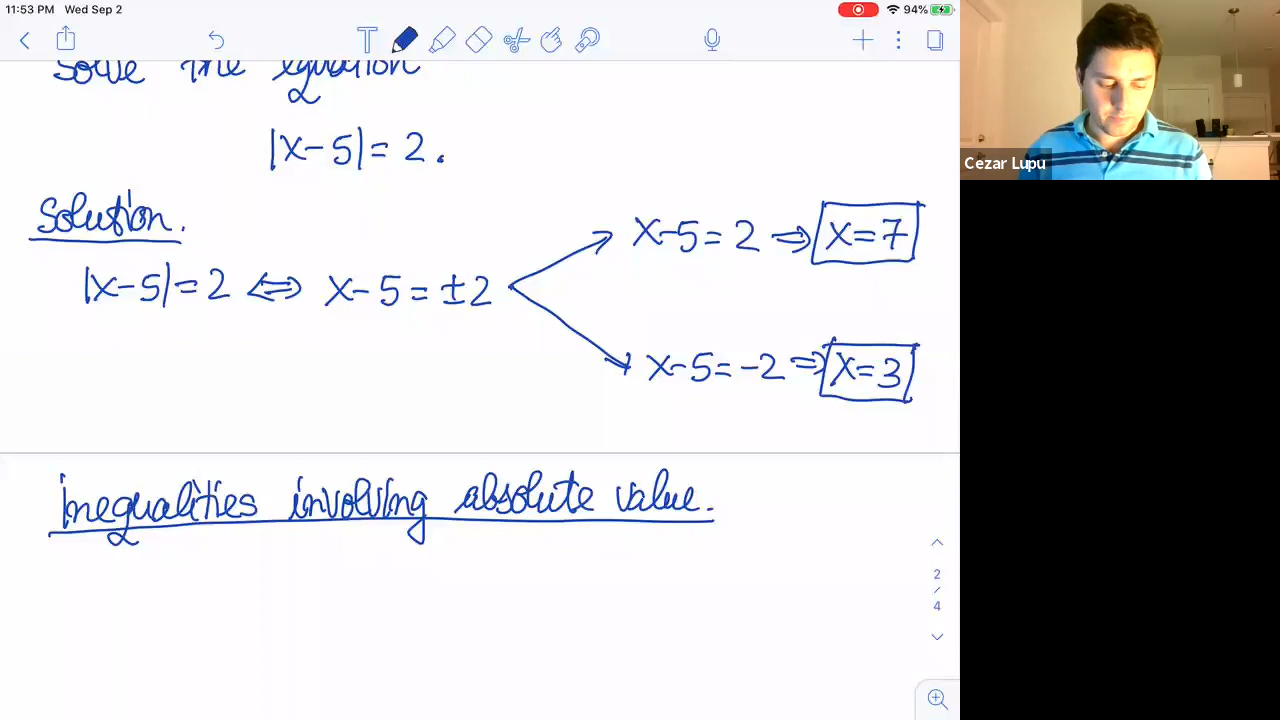 11:53 PM Wed Sep 2
94%
Solve the equation
|x-5| = 2.
Solution.
|x-5| = 2 ⇔ x-5 = ±2
x-5 = 2 ⇒ x = 7
x-5 = -2 ⇒ x = 3
inequalities involving absolute value.
2
/
4
Cezar Lupu